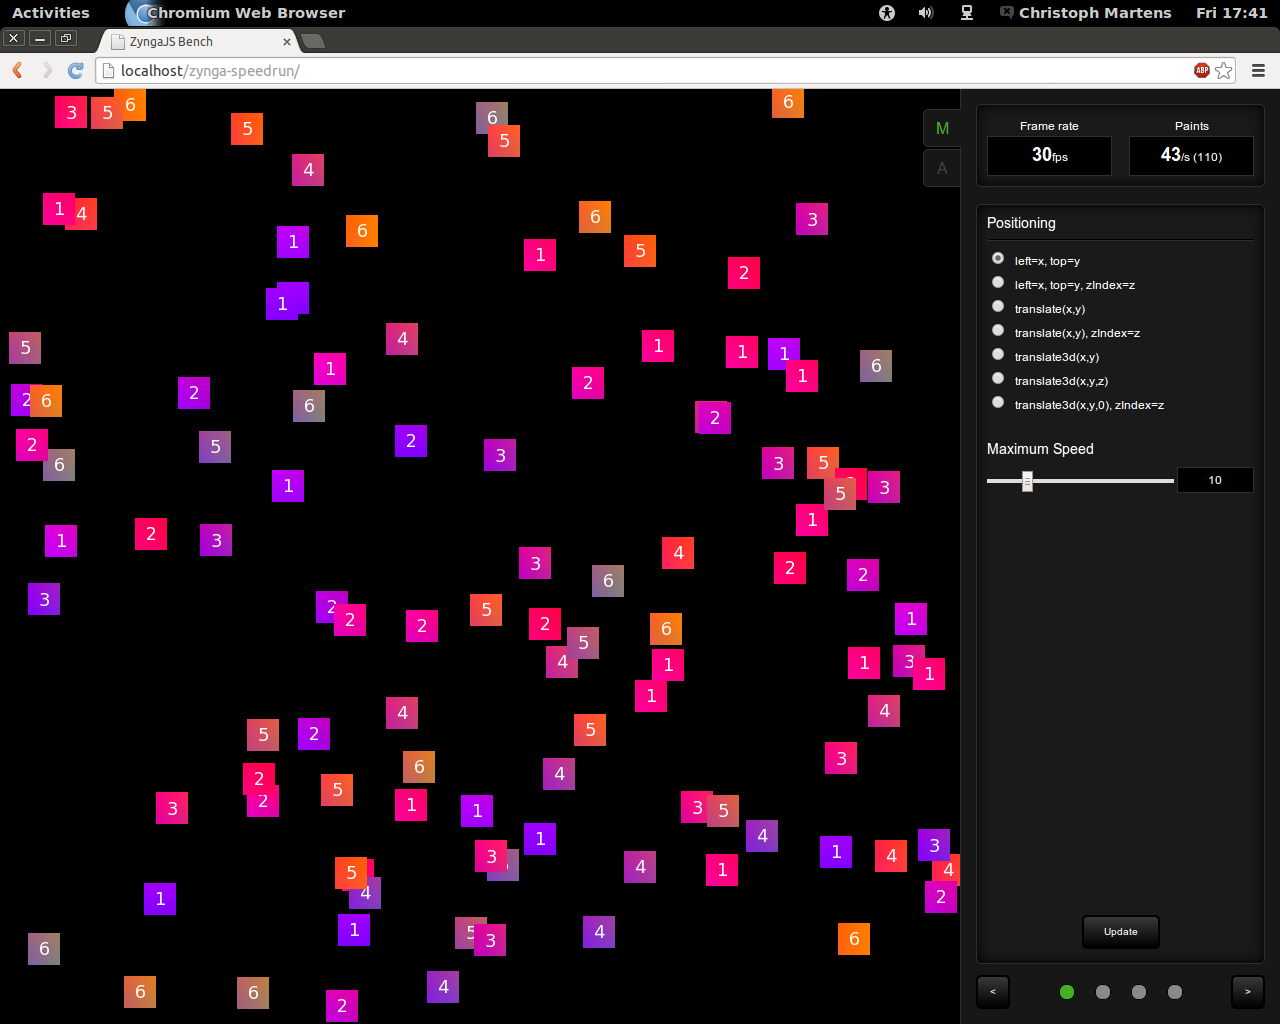 Activities
Chromium Web Browser
Christoph Martens
Fri 17:41
ZyngaJS Bench
localhost/zynga-speedrun/
ABP
M
A
Frame rate
Paints
30fps
43/s (110)
Positioning
left=x, top=y
left=x, top=y, zIndex=z
translate(x,y)
translate(x,y), zIndex=z
translate3d(x,y)
translate3d(x,y,z)
translate3d(x,y,0), zIndex=z
Maximum Speed
10
Update
<
>
3 5 6 5 6 5 6
4
1 4 6 6 3
1 1 5 2
1
5 4 1 1 1 6
1 2 1
2 6 2 6
2
2 6 5 2 3 3 5
1 5 3
1 2 3 1
3 4 2 2
3 6
2 2 2 5 2 6 1
4 5 1 1 3 1
1
5 2 4 5 4
2 6 4 3
3 2 5 1 1 3 5
1 4 1 4 3
5 4 3 4 1 4
1 2
1 5 3 4 6
6
6 6 2 4